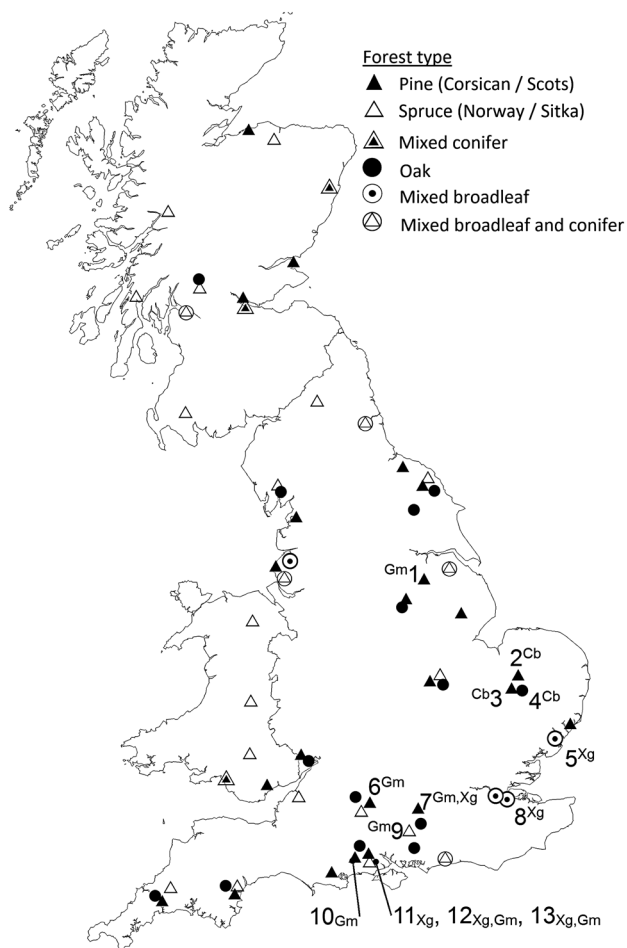 Forest type
Pine (Corsican / Scots)
Spruce (Norway / Sitka)
Mixed conifer
Oak
Mixed broadleaf
Mixed broadleaf and conifer
Gm1
2Cb
Cb3 4Cb
5Xg
6Gm
7Gm,Xg
8Xg
Gm9
10Gm 11Xg, 12Xg,Gm, 13Xg,Gm